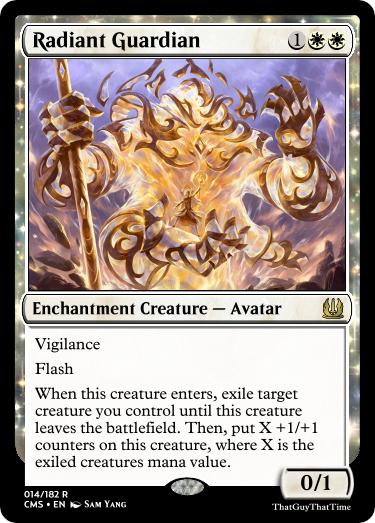 Radiant Guardian 1
Enchantment Creature — Avatar
Vigilance
Flash
When this creature enters, exile target
creature you control until this creature
leaves the battlefield. Then, put X +1/+1
counters on this creature, where X is the
exiled creatures mana value.
0/1
014/182 R
CMS • EN Sam Yang
ThatGuyThatTime